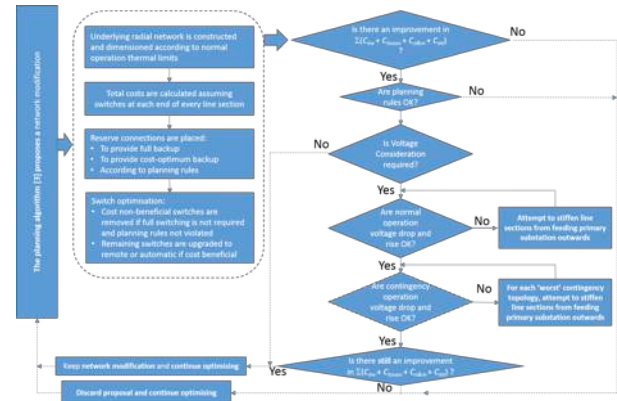 The planning algorithm [3] proposes a network modification
Underlying radial network is constructed
and dimensioned according to normal
operation thermal limits
Total costs are calculated assuming
switches at each end of every line section
Reserve connections are placed:
• To provide full backup
• To provide cost-optimum backup
• According to planning rules
Switch optimisation:
• Cost non-beneficial switches are
removed if full switching is not required
and planning rules not violated
• Remaining switches are upgraded to
remote or automatic if cost beneficial
Is there an improvement in
?
No
Yes
Are planning
rules OK?
No
Yes
Is Voltage
Consideration
required?
No
Yes
Are normal
operation
voltage drop and
rise OK?
No
Attempt to stiffen line
sections from feeding primary
substation outwards
Yes
Are contingency
operation
voltage drop and
rise OK?
No
For each 'worst' contingency
topology, attempt to stiffen
line sections from feeding
primary substation outwards
Yes
Is there still an improvement
in
?
Yes
No
Keep network modification and continue optimising
Discard proposal and continue optimising